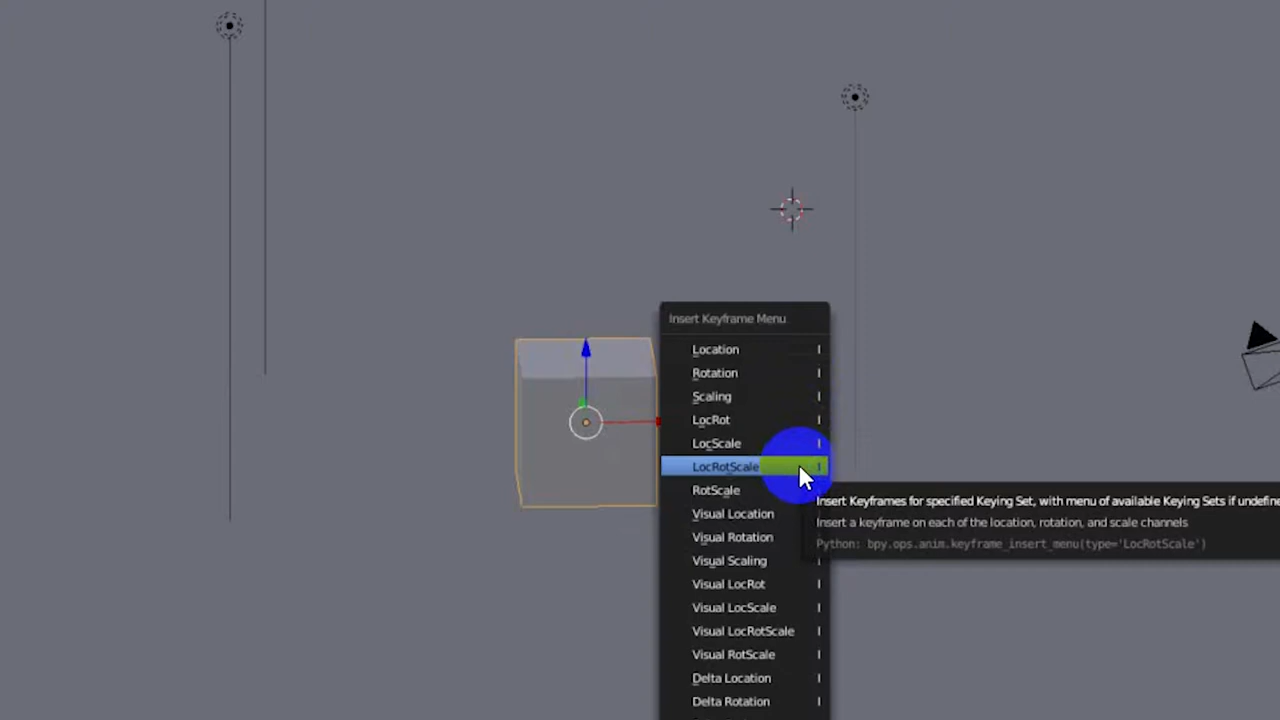 Insert Keyframe Menu
Location I
Rotation I
Scaling I
LocRot I
LocScale I
LocRotScale I
RotScale
Visual Location
Visual Rotation
Visual Scaling I
Visual LocRot I
Visual LocScale I
Visual LocRotScale I
Visual RotScale I
Delta Location I
Delta Rotation I
Insert Keyframes for specified Keying Set, with menu of available Keying Sets if undefine
Insert a keyframe on each of the location, rotation, and scale channels
Python: bpy.ops.anim.keyframe_insert_menu(type='LocRotScale')